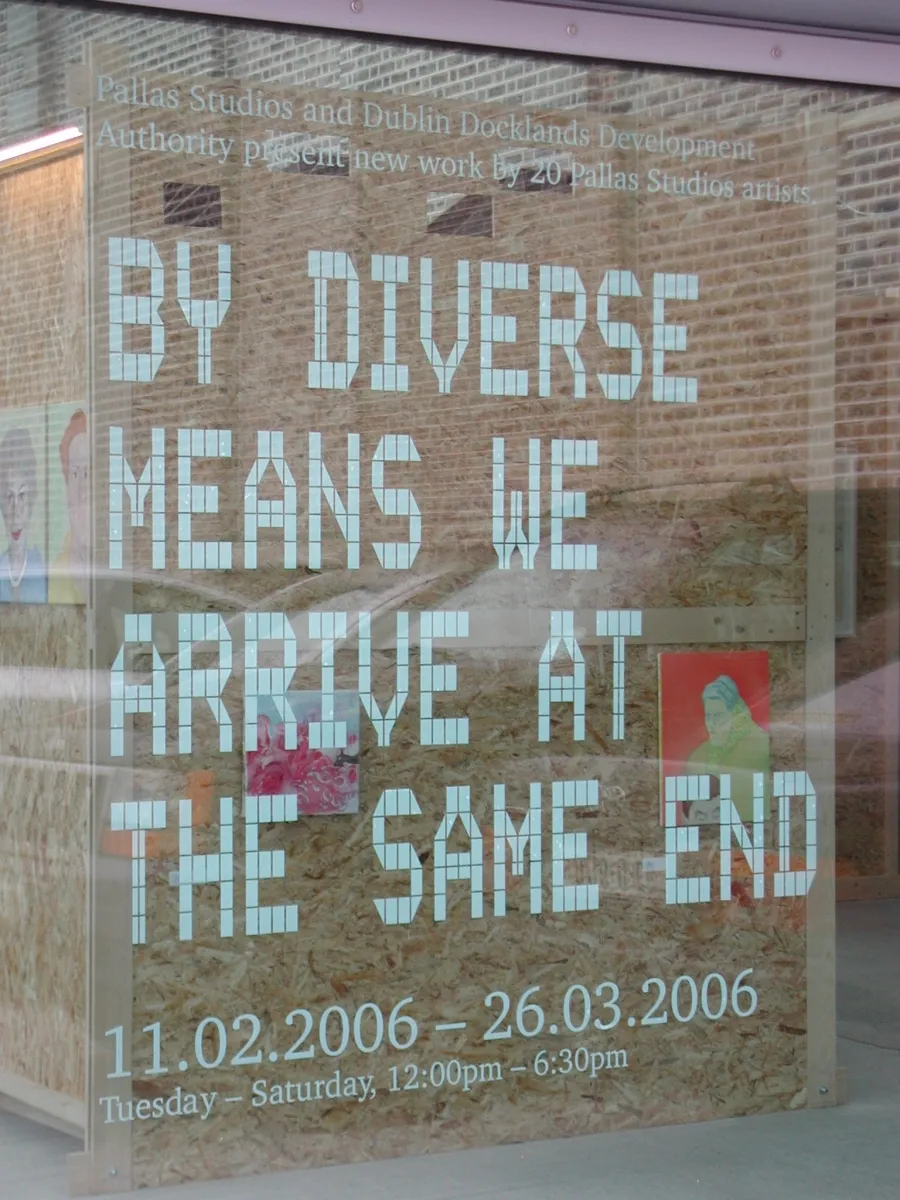 Pallas Studios and Dublin Docklands Development
Authority present new work by 20 Pallas Studios artists.
BY DIVERSE
MEANS WE
ARRIVE AT
THE SAME END
11.02.2006 – 26.03.2006
Tuesday – Saturday, 12:00pm – 6:30pm